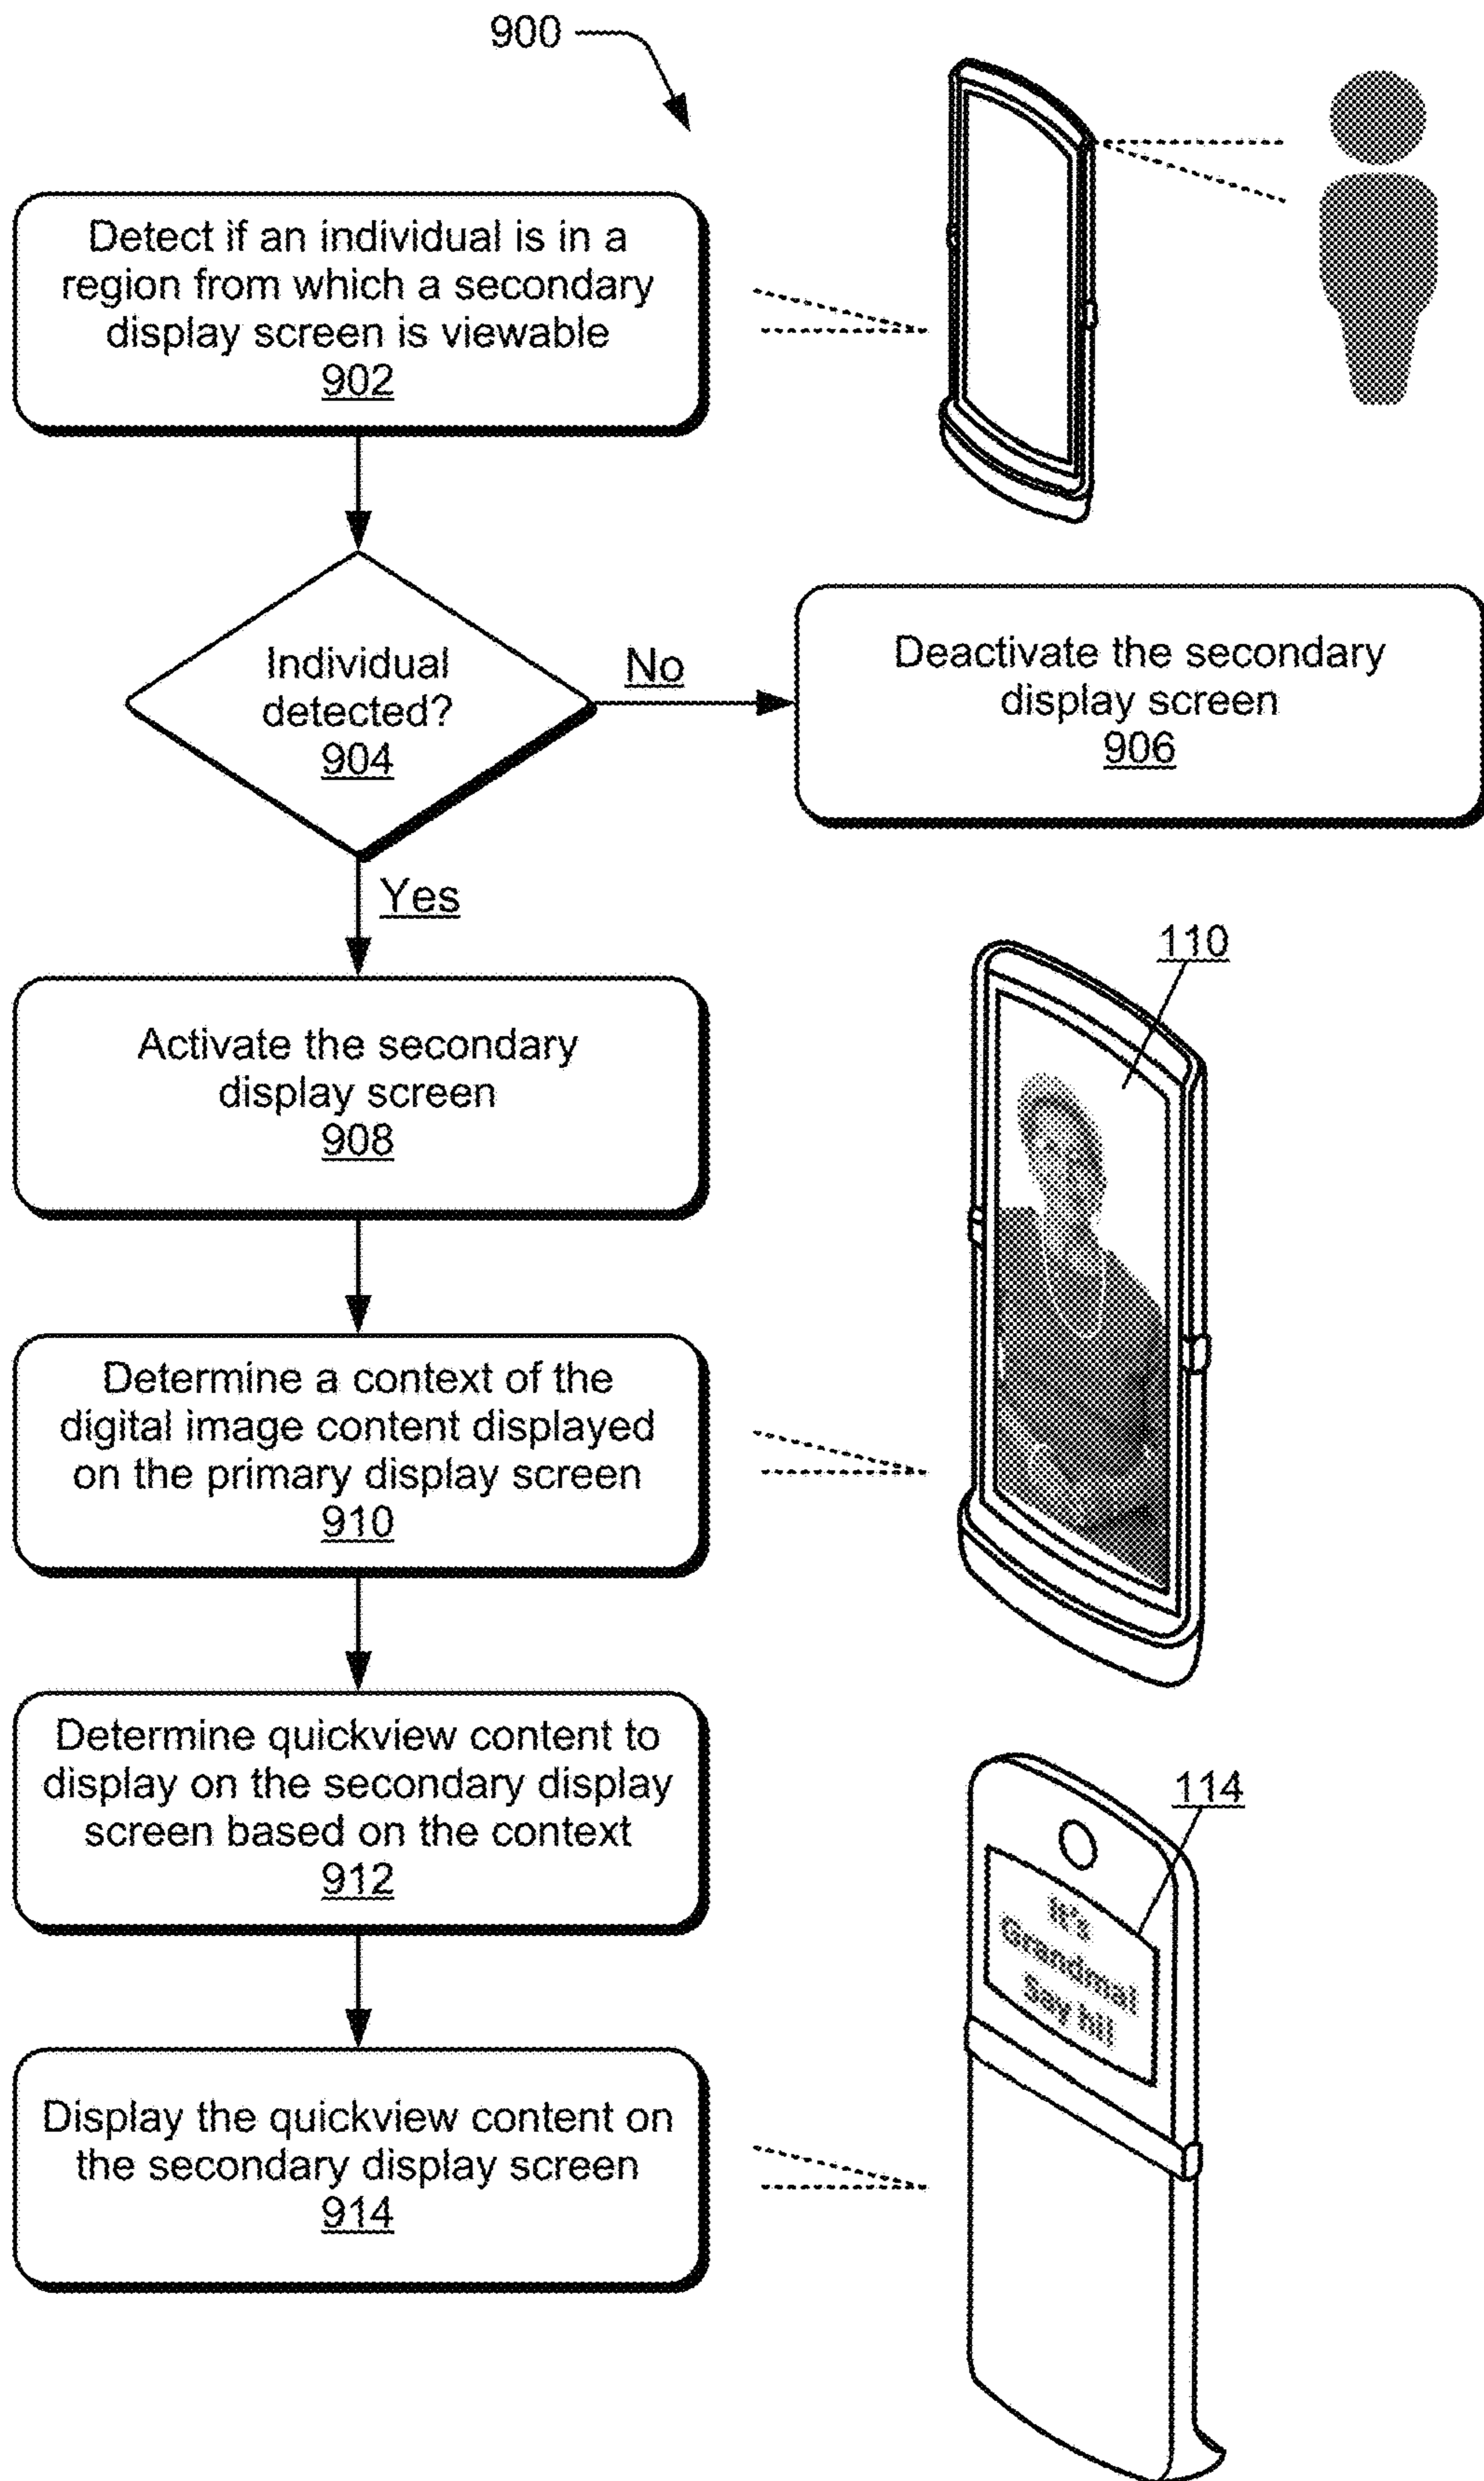 900
Detect if an individual is in a
region from which a secondary
display screen is viewable
902
Individual
detected?
904
No
Deactivate the secondary
display screen
906
Yes
Activate the secondary
display screen
908
110
Determine a context of the
digital image content displayed
on the primary display screen
910
Determine quickview content to
display on the secondary display
screen based on the context
912
114
It's
Grandma!
Say hi!
Display the quickview content on
the secondary display screen
914